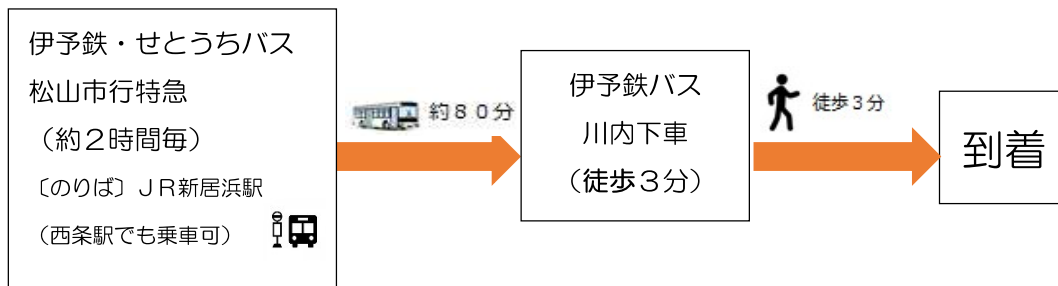 伊予鉄・せとうちバス
松山市行特急
（約２時間毎）
〔のりば〕ＪＲ新居浜駅
（西条駅でも乗車可）
約８０分
伊予鉄バス
川内下車
（徒歩３分）
徒歩３分
到着